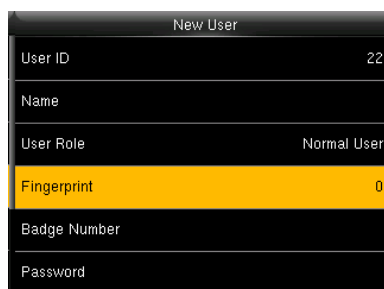 New User
User ID 22
Name
User Role Normal User
Fingerprint 0
Badge Number
Password